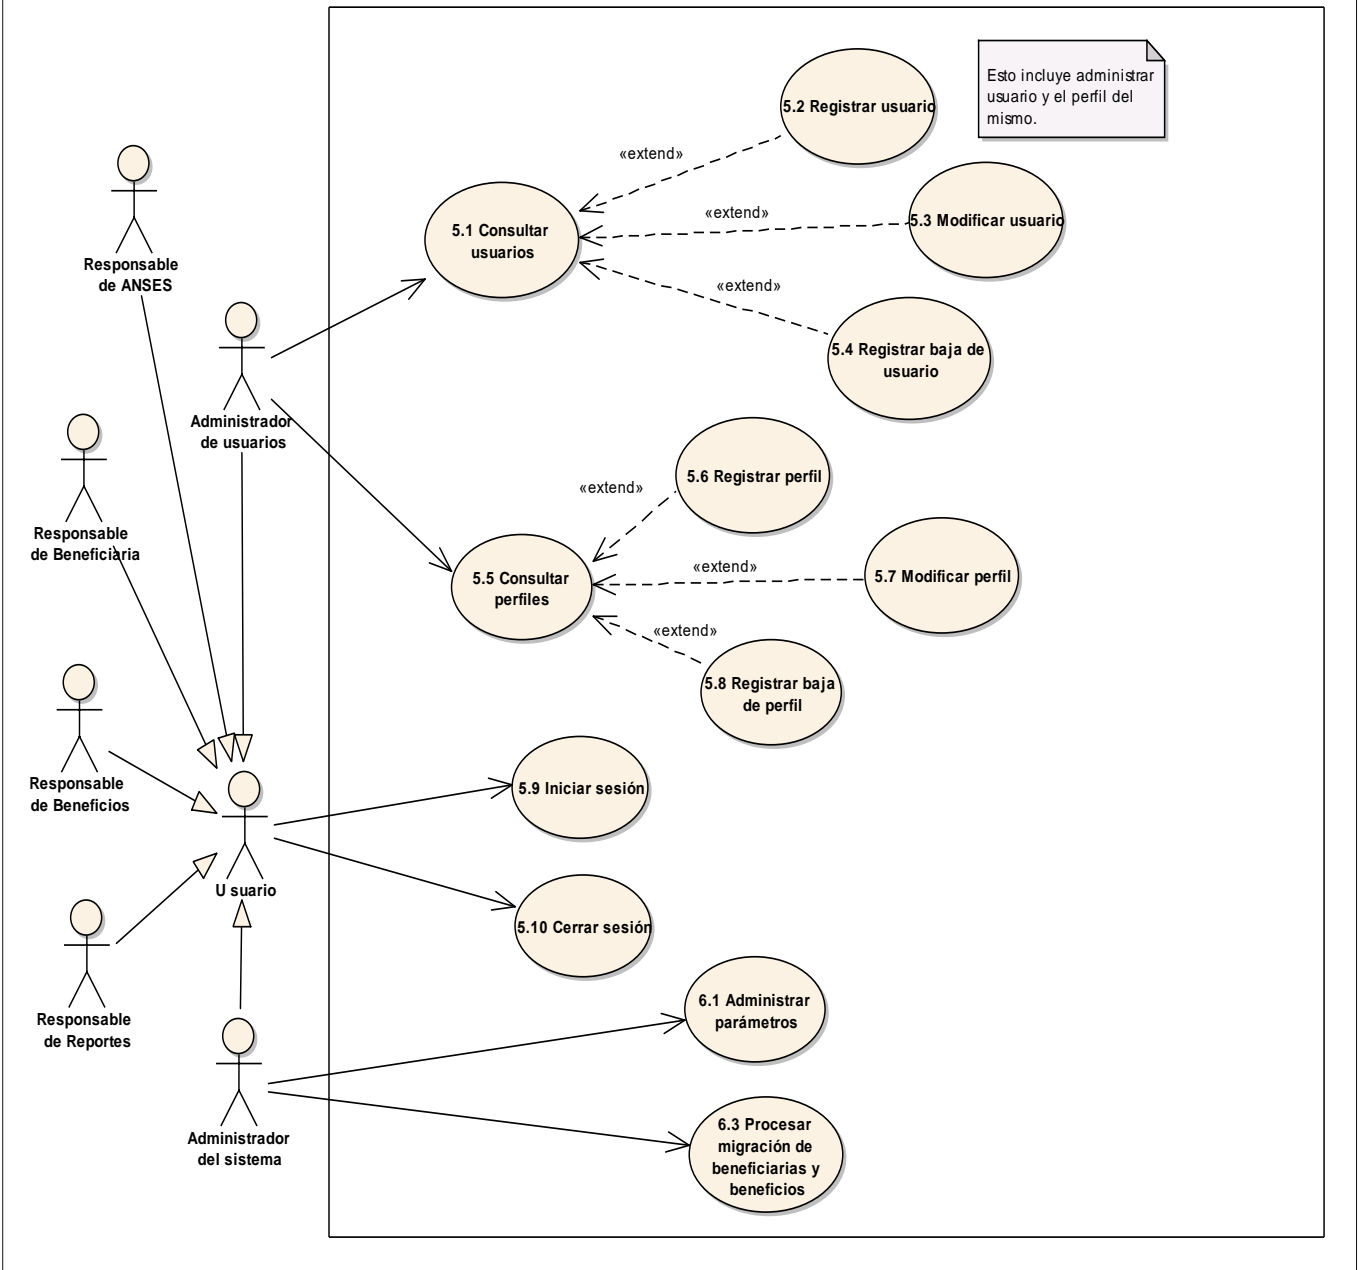 5.2 Registrar usuario
Esto incluye administrar
usuario y el perfil del
mismo.
«extend»
5.1 Consultar
usuarios
«extend»
5.3 Modificar usuario
Responsable
de ANSES
«extend»
5.4 Registrar baja de
usuario
Administrador
de usuarios
5.6 Registrar perfil
«extend»
Responsable
de Beneficiaria
5.5 Consultar
perfiles
«extend»
5.7 Modificar perfil
«extend»
5.8 Registrar baja
de perfil
Responsable
de Beneficios
5.9 Iniciar sesión
U suario
5.10 Cerrar sesión
Responsable
de Reportes
6.1 Administrar
parámetros
Administrador
del sistema
6.3 Procesar
migración de
beneficiarias y
beneficios